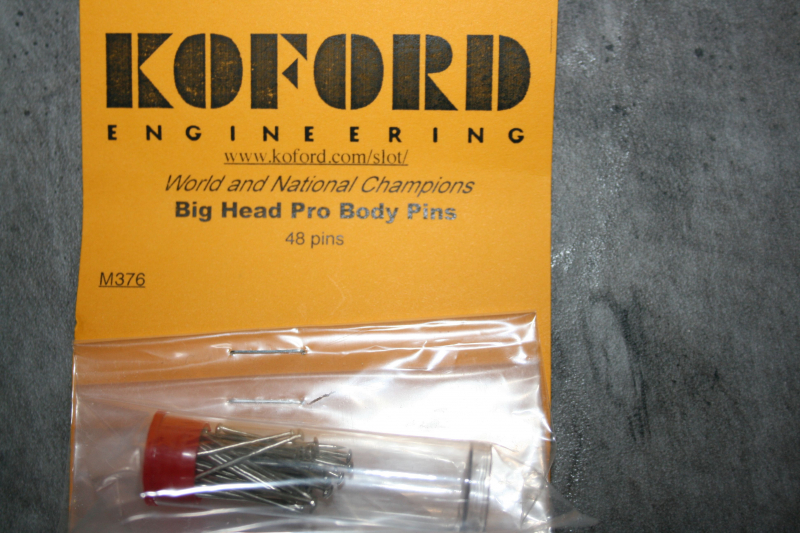 KOFORD
ENGINEERING
www.koford.com/slot/
World and National Champions
Big Head Pro Body Pins
48 pins
M376